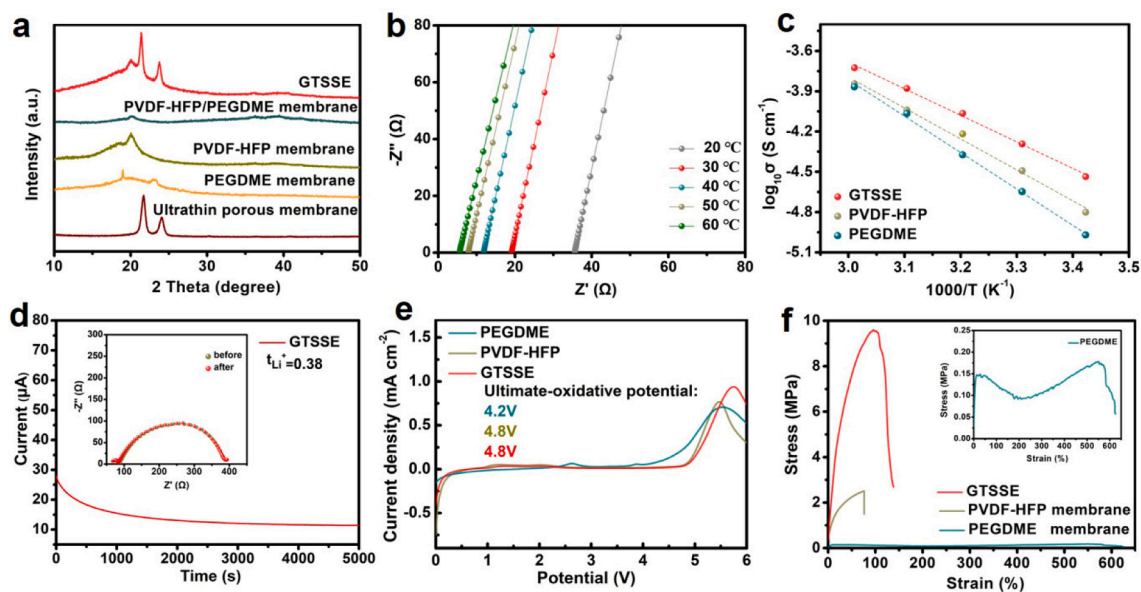 a
Intensity (a.u.)
GTSSE
PVDF-HFP/PEGDME membrane
PVDF-HFP membrane
PEGDME membrane
Ultrathin porous membrane
10 20 30 40 50
2 Theta (degree)
b
-Z'' (Ω)
80
60
40
20
0
20 ℃
30 ℃
40 ℃
50 ℃
60 ℃
0 20 40 60 80
Z' (Ω)
c
log₁₀σ (S cm⁻¹)
-3.6
-3.9
-4.2
-4.5
-4.8
-5.1
GTSSE
PVDF-HFP
PEGDME
3.0 3.1 3.2 3.3 3.4 3.5
1000/T (K⁻¹)
d
Current (μA)
80
70
60
50
40
30
20
10
0
GTSSE
t Li⁺=0.38
-Z'' (Ω)
300
250
200
150
100
50
0
before
after
0 100 200 300 400
Z' (Ω)
0 1000 2000 3000 4000 5000
Time (s)
e
Current density (mA cm⁻²)
1.5
1.0
0.5
0.0
-0.5
PEGDME
PVDF-HFP
GTSSE
Ultimate-oxidative potential:
4.2V
4.8V
4.8V
0 1 2 3 4 5 6
Potential (V)
f
Stress (MPa)
10
8
6
4
2
0
Stress (MPa)
0.25
0.20
0.15
0.10
0.05
0.00
PEGDME
0 100 200 300 400 500 600
Strain (%)
GTSSE
PVDF-HFP membrane
PEGDME membrane
0 100 200 300 400 500 600
Strain (%)